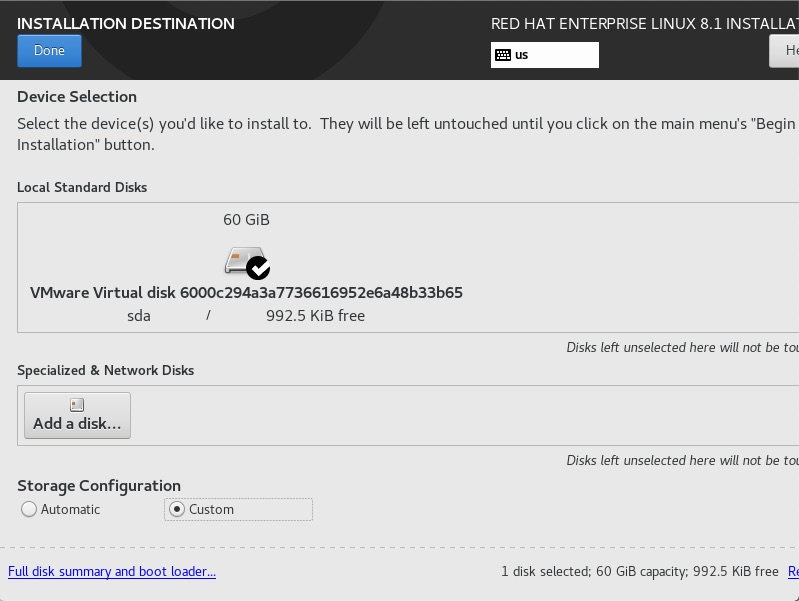 INSTALLATION DESTINATION
RED HAT ENTERPRISE LINUX 8.1 INSTALLAT
Done
us
He
Device Selection
Select the device(s) you'd like to install to.  They will be left untouched until you click on the main menu's "Begin
Installation" button.
Local Standard Disks
60 GiB
VMware Virtual disk 6000c294a3a7736616952e6a48b33b65
sda / 992.5 KiB free
Disks left unselected here will not be tou
Specialized & Network Disks
Add a disk...
Disks left unselected here will not be tou
Storage Configuration
Automatic
Custom
Full disk summary and boot loader...
1 disk selected; 60 GiB capacity; 992.5 KiB free
Re